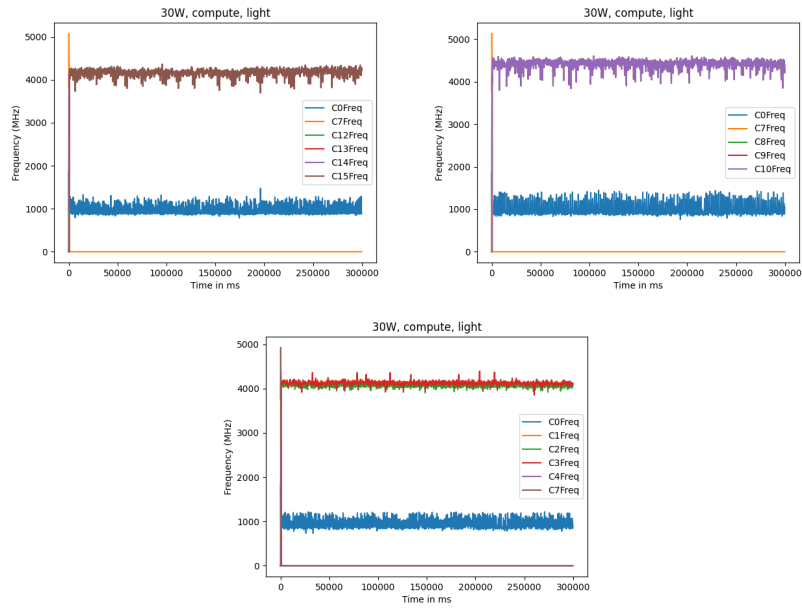 30W, compute, light
5000
4000
3000
2000
1000
0
Frequency (MHz)
C0Freq
C7Freq
C12Freq
C13Freq
C14Freq
C15Freq
0 50000 100000 150000 200000 250000 300000
Time in ms
30W, compute, light
5000
4000
3000
2000
1000
0
Frequency (MHz)
C0Freq
C7Freq
C8Freq
C9Freq
C10Freq
0 50000 100000 150000 200000 250000 300000
Time in ms
30W, compute, light
5000
4000
3000
2000
1000
0
Frequency (MHz)
C0Freq
C1Freq
C2Freq
C3Freq
C4Freq
C7Freq
0 50000 100000 150000 200000 250000 300000
Time in ms